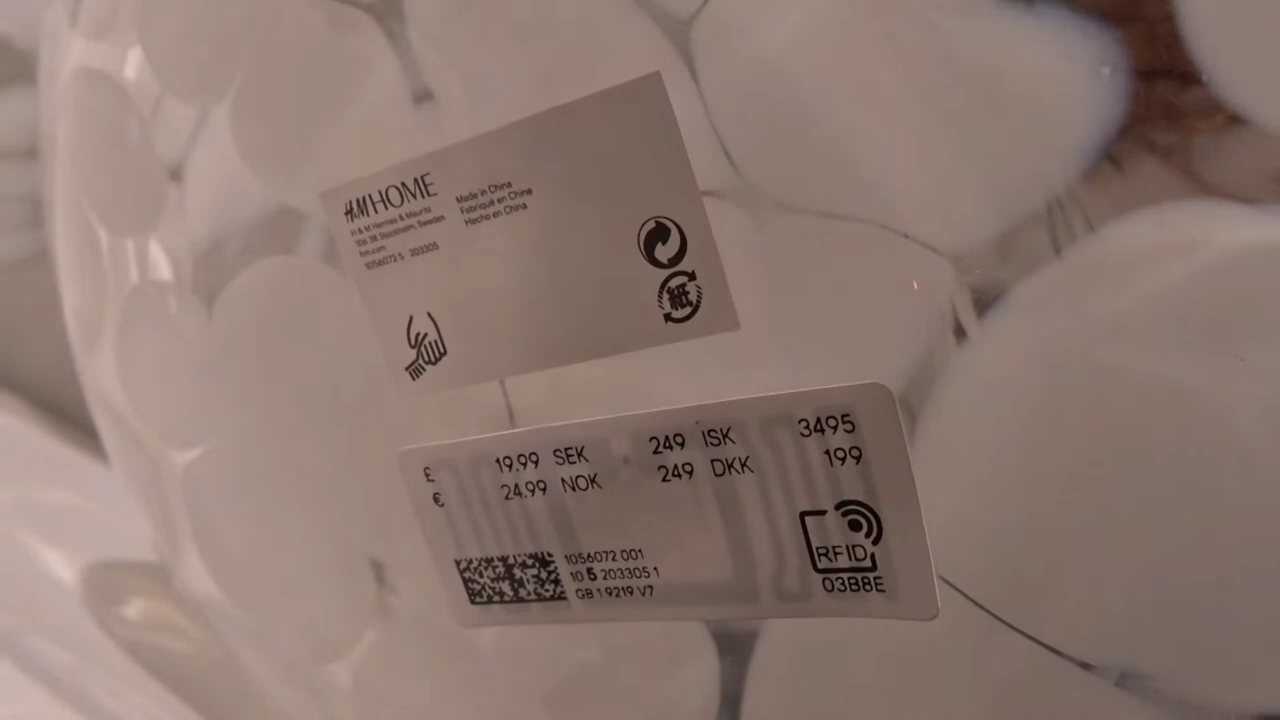 H.M HOME
H & M Hennes & Mauritz
106 38 Stockholm, Sweden
hm.com
1056072 5 203305
Made in China
Fabriqué en Chine
Hecho en China
紙
£ 19.99 SEK 249 ISK 3495
€ 24.99 NOK 249 DKK 199
1056072 001
10 5 203305 1
GB 1 9219 V7
RFID
03B8E